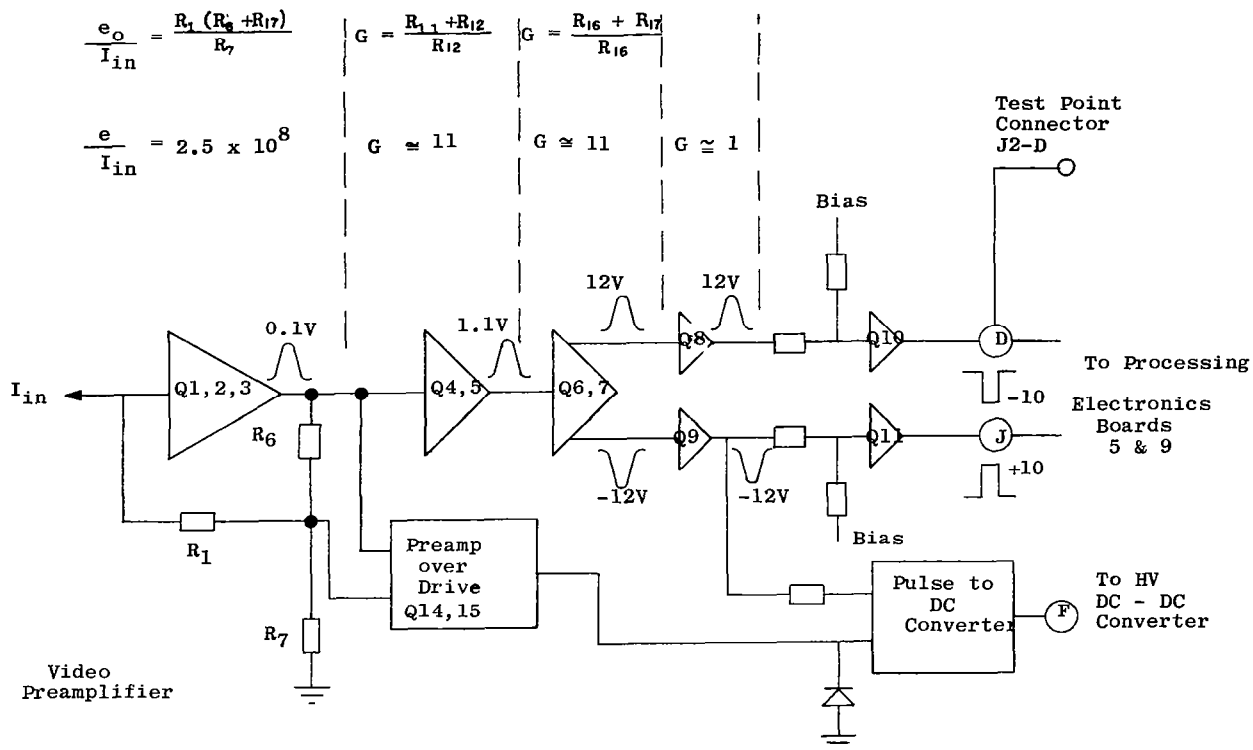 e_o / I_in = R_1 (R_6 + R_17) / R_7
G = R_11 + R_12 / R_12
G = R_16 + R_17 / R_16
e / I_in = 2.5 x 10^8
G ≅ 11
G ≅ 11
G ≅ 1
Test Point
Connector
J2-D
Bias
12V
12V
0.1V
1.1V
Q8
Q10
D
To Processing
I_in
Q1,2,3
Q4,5
Q6,7
-10
Electronics
Boards
5 & 9
R_6
Q9
Q11
J
+10
-12V
-12V
R_1
Bias
Preamp
over
Drive
Q14,15
Pulse to
DC
Converter
F
To HV
DC - DC
Converter
R_7
Video
Preamplifier